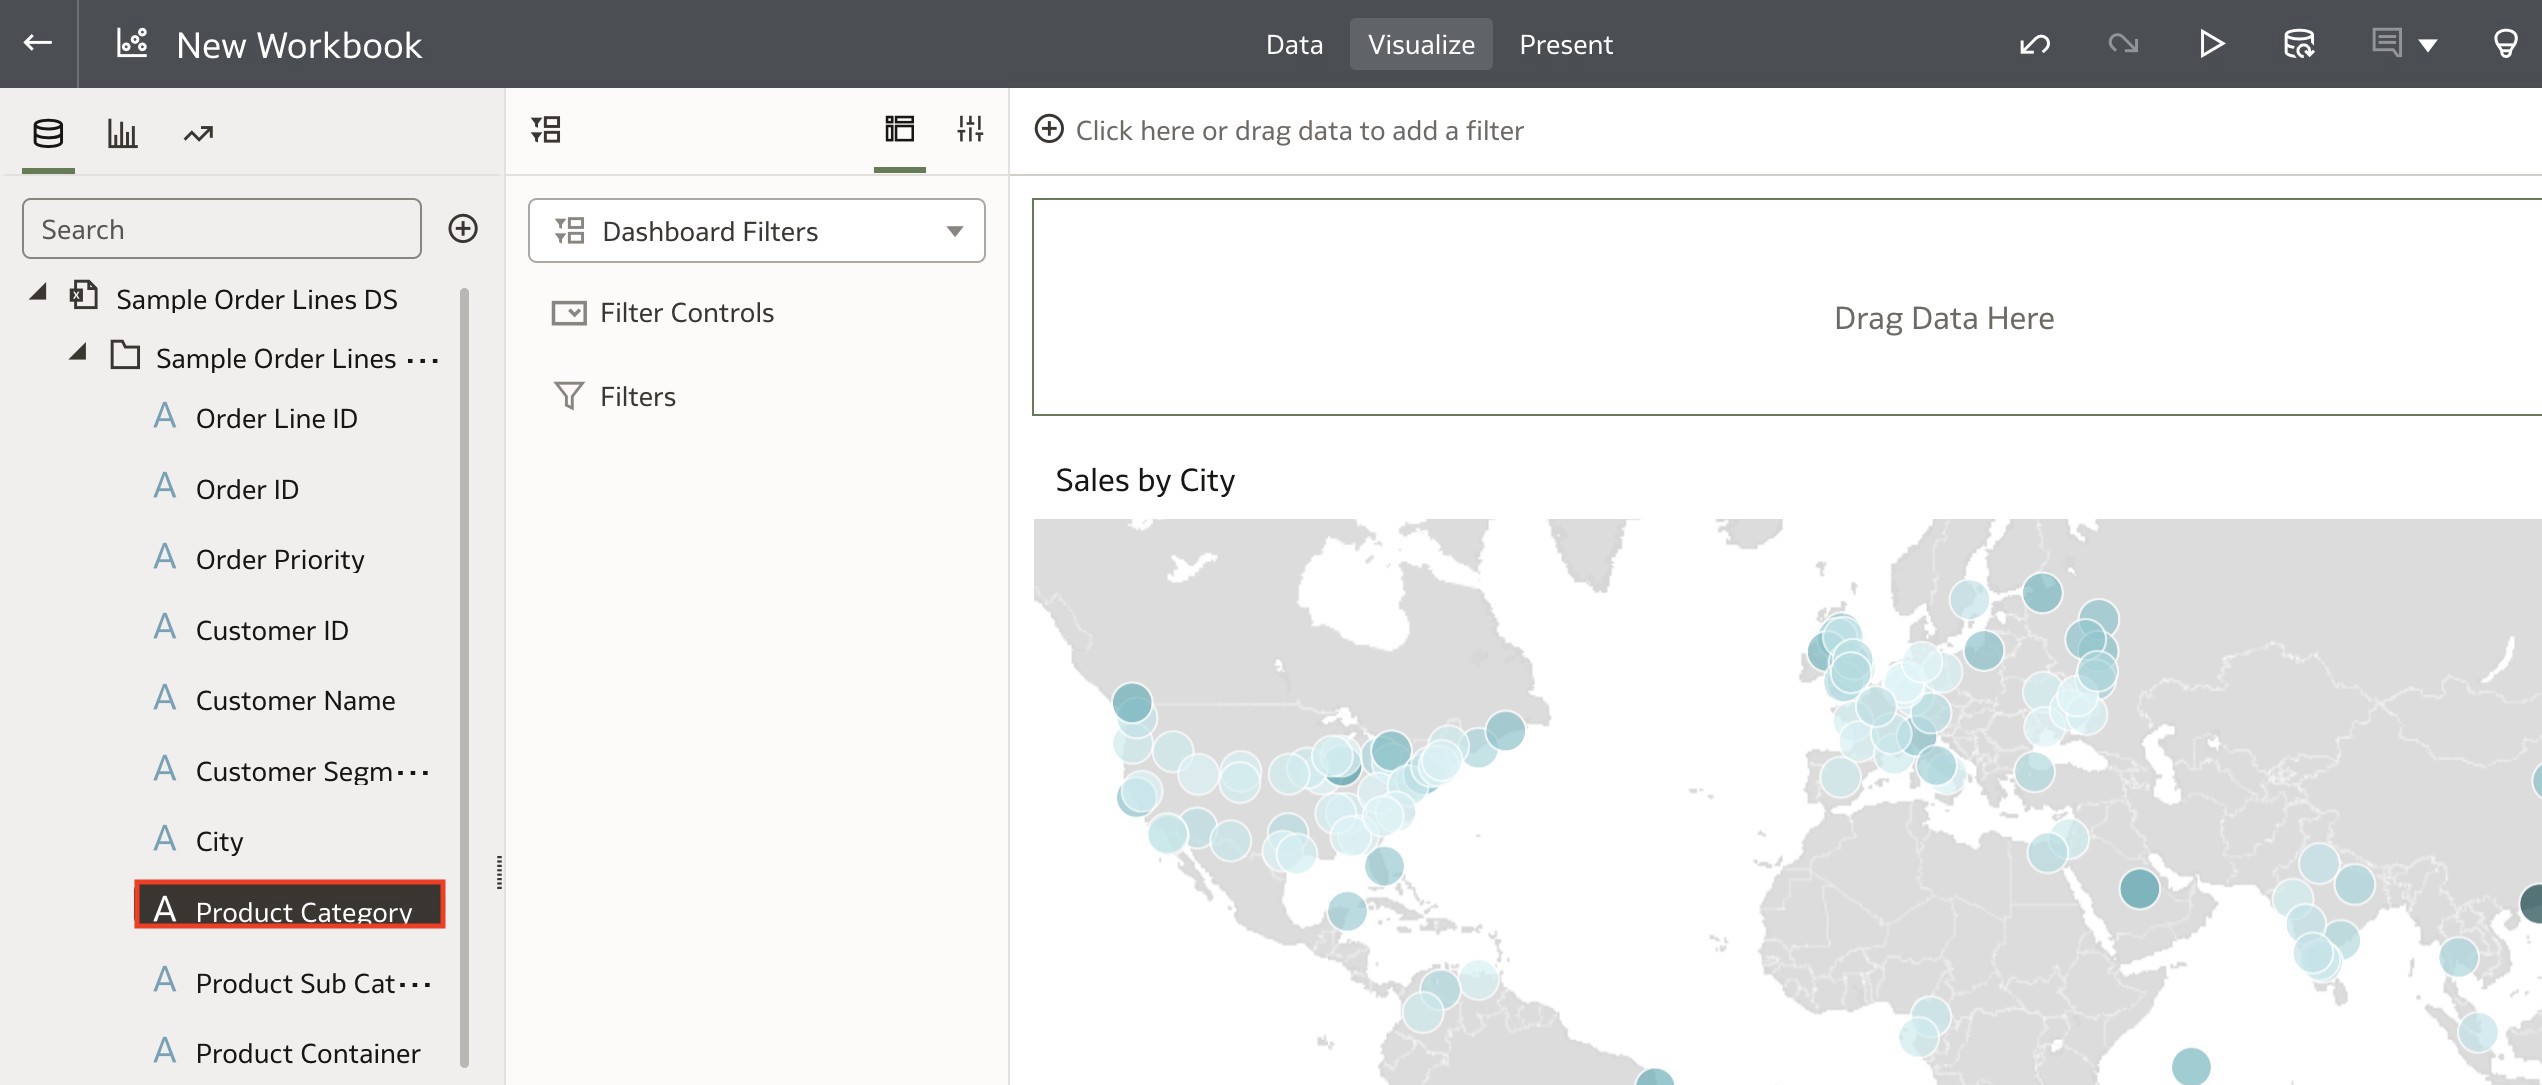 New Workbook
Data
Visualize
Present
Search
Sample Order Lines DS
Sample Order Lines ...
A Order Line ID
A Order ID
A Order Priority
A Customer ID
A Customer Name
A Customer Segm...
A City
A Product Category
A Product Sub Cat...
A Product Container
Dashboard Filters
Filter Controls
Filters
Click here or drag data to add a filter
Drag Data Here
Sales by City